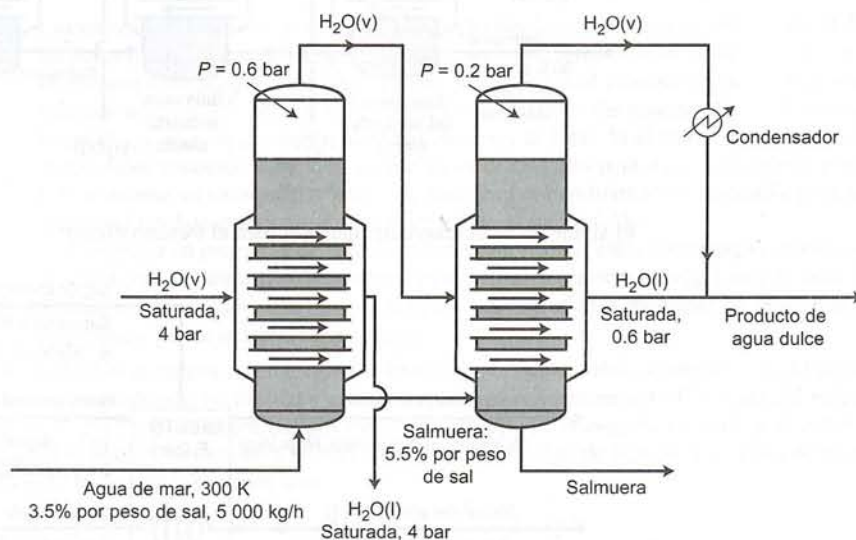 H₂O(v)
H₂O(v)
P = 0.6 bar
P = 0.2 bar
Condensador
H₂O(v)
Saturada,
4 bar
H₂O(l)
Saturada,
0.6 bar
Producto de
agua dulce
Salmuera:
5.5% por peso
de sal
Salmuera
Agua de mar, 300 K
3.5% por peso de sal, 5 000 kg/h
H₂O(l)
Saturada, 4 bar